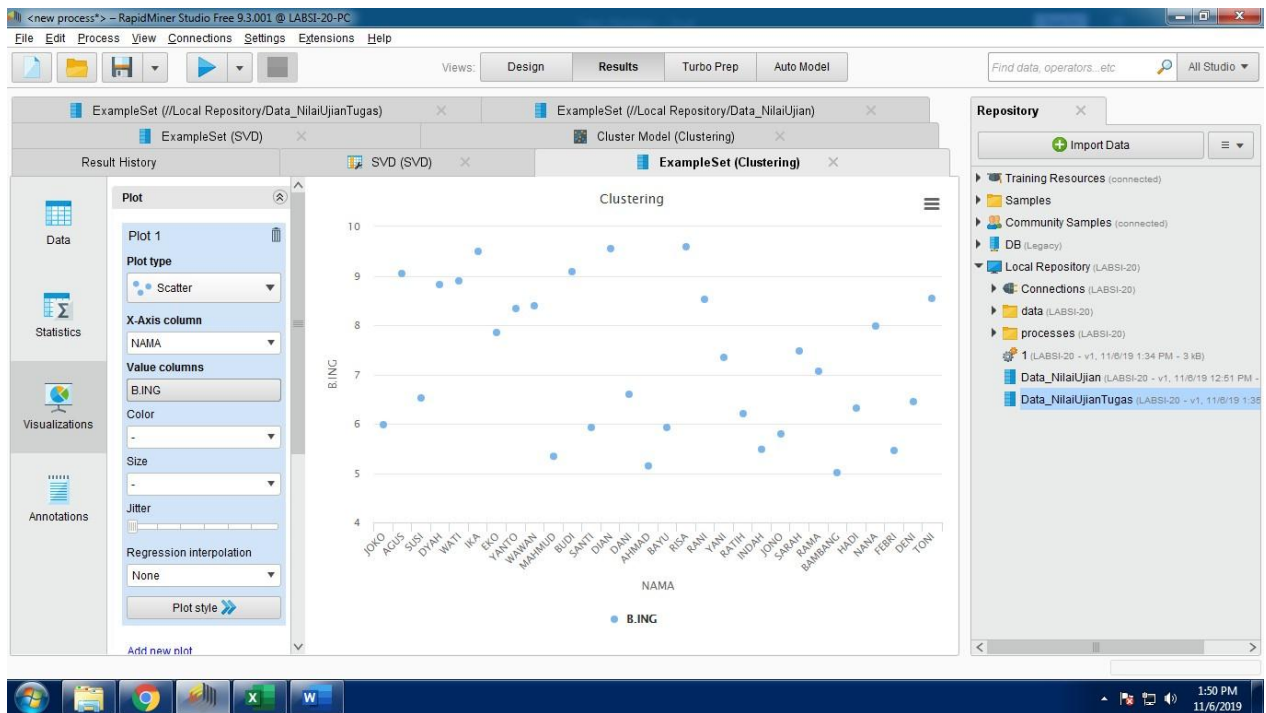 <new process*> – RapidMiner Studio Free 9.3.001 @ LABSI-20-PC
File Edit Process View Connections Settings Extensions Help
Views: Design Results Turbo Prep Auto Model
Find data, operators...etc All Studio
ExampleSet (///Local Repository/Data_NilaiUjianTugas) ExampleSet (//Local Repository/Data_NilaiUjian)
ExampleSet (SVD) Cluster Model (Clustering)
Result History SVD (SVD) ExampleSet (Clustering)
Data
Statistics
Visualizations
Annotations
Plot
Plot 1
Plot type
Scatter
X-Axis column
NAMA
Value columns
B.ING
Color
-
Size
-
Jitter
Regression interpolation
None
Plot style
Add new plot
Clustering
10
9
8
7
6
5
4
B.ING
JOKO AGUS SUSI DYAH WATI IKA EKO YANTO WAWAN MAHMUD BUDI SANTI DIAN DANI AHMAD BAYU RISA RANI YANI RATIH INDAH JONO SARAH RAMA BAMBANG HADI NANA FEBRI DENI TONI
NAMA
B.ING
Repository
Import Data
Training Resources (connected)
Samples
Community Samples (connected)
DB (Legacy)
Local Repository (LABSI-20)
Connections (LABSI-20)
data (LABSI-20)
processes (LABSI-20)
1 (LABSI-20 - v1, 11/6/19 1:34 PM - 3 kB)
Data_NilaiUjian (LABSI-20 - v1, 11/6/19 12:51 PM -
Data_NilaiUjianTugas (LABSI-20 - v1, 11/6/19 1:35
1:50 PM
11/6/2019